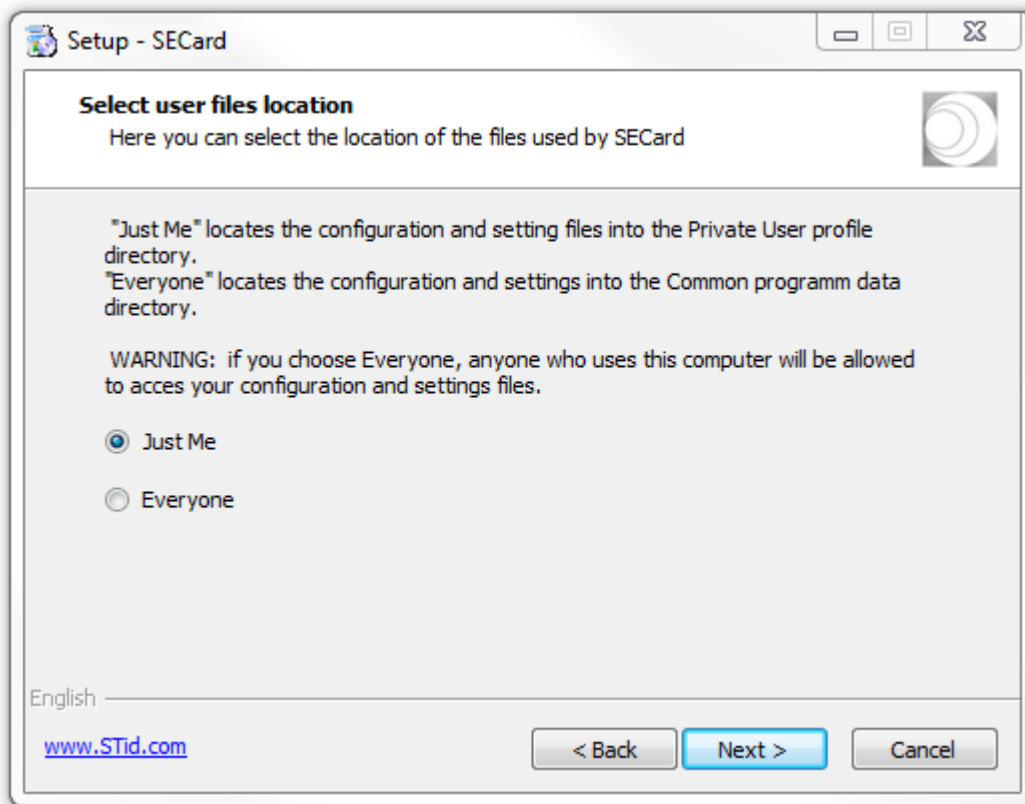 Setup - SECard
Select user files location
Here you can select the location of the files used by SECard
"Just Me" locates the configuration and setting files into the Private User profile
directory.
"Everyone" locates the configuration and settings into the Common programm data
directory.
WARNING:  if you choose Everyone, anyone who uses this computer will be allowed
to acces your configuration and settings files.
Just Me
Everyone
English
www.STid.com
< Back
Next >
Cancel